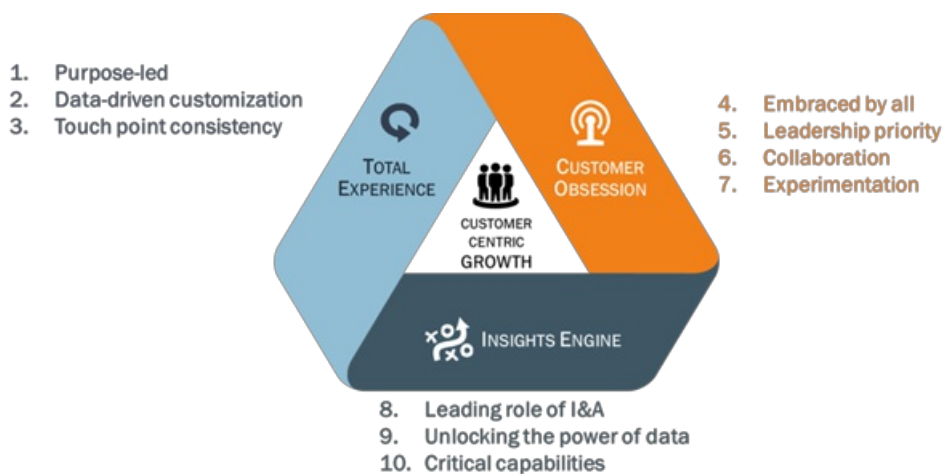 1. Purpose-led
2. Data-driven customization
3. Touch point consistency
TOTAL
EXPERIENCE
CUSTOMER
OBSESSION
4. Embraced by all
5. Leadership priority
6. Collaboration
7. Experimentation
CUSTOMER
CENTRIC
GROWTH
INSIGHTS ENGINE
8. Leading role of I&A
9. Unlocking the power of data
10. Critical capabilities